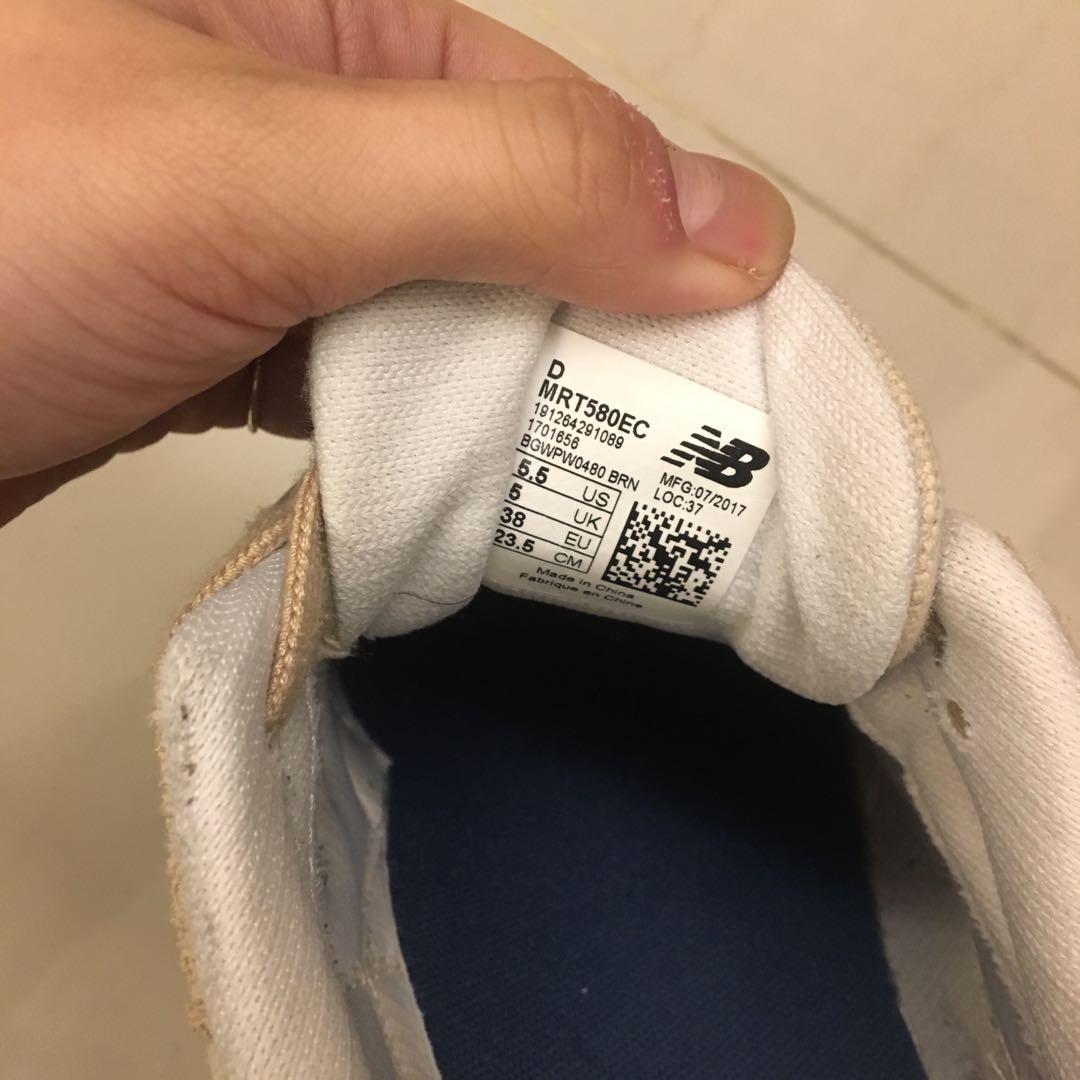 D
MRT580EC
191264291089
1701656
BGWPW0480 BRN
NB
MFG:07/2017
LOC:37
5.5 US
5 UK
38 EU
23.5 CM
Made in China
Fabrique en Chine